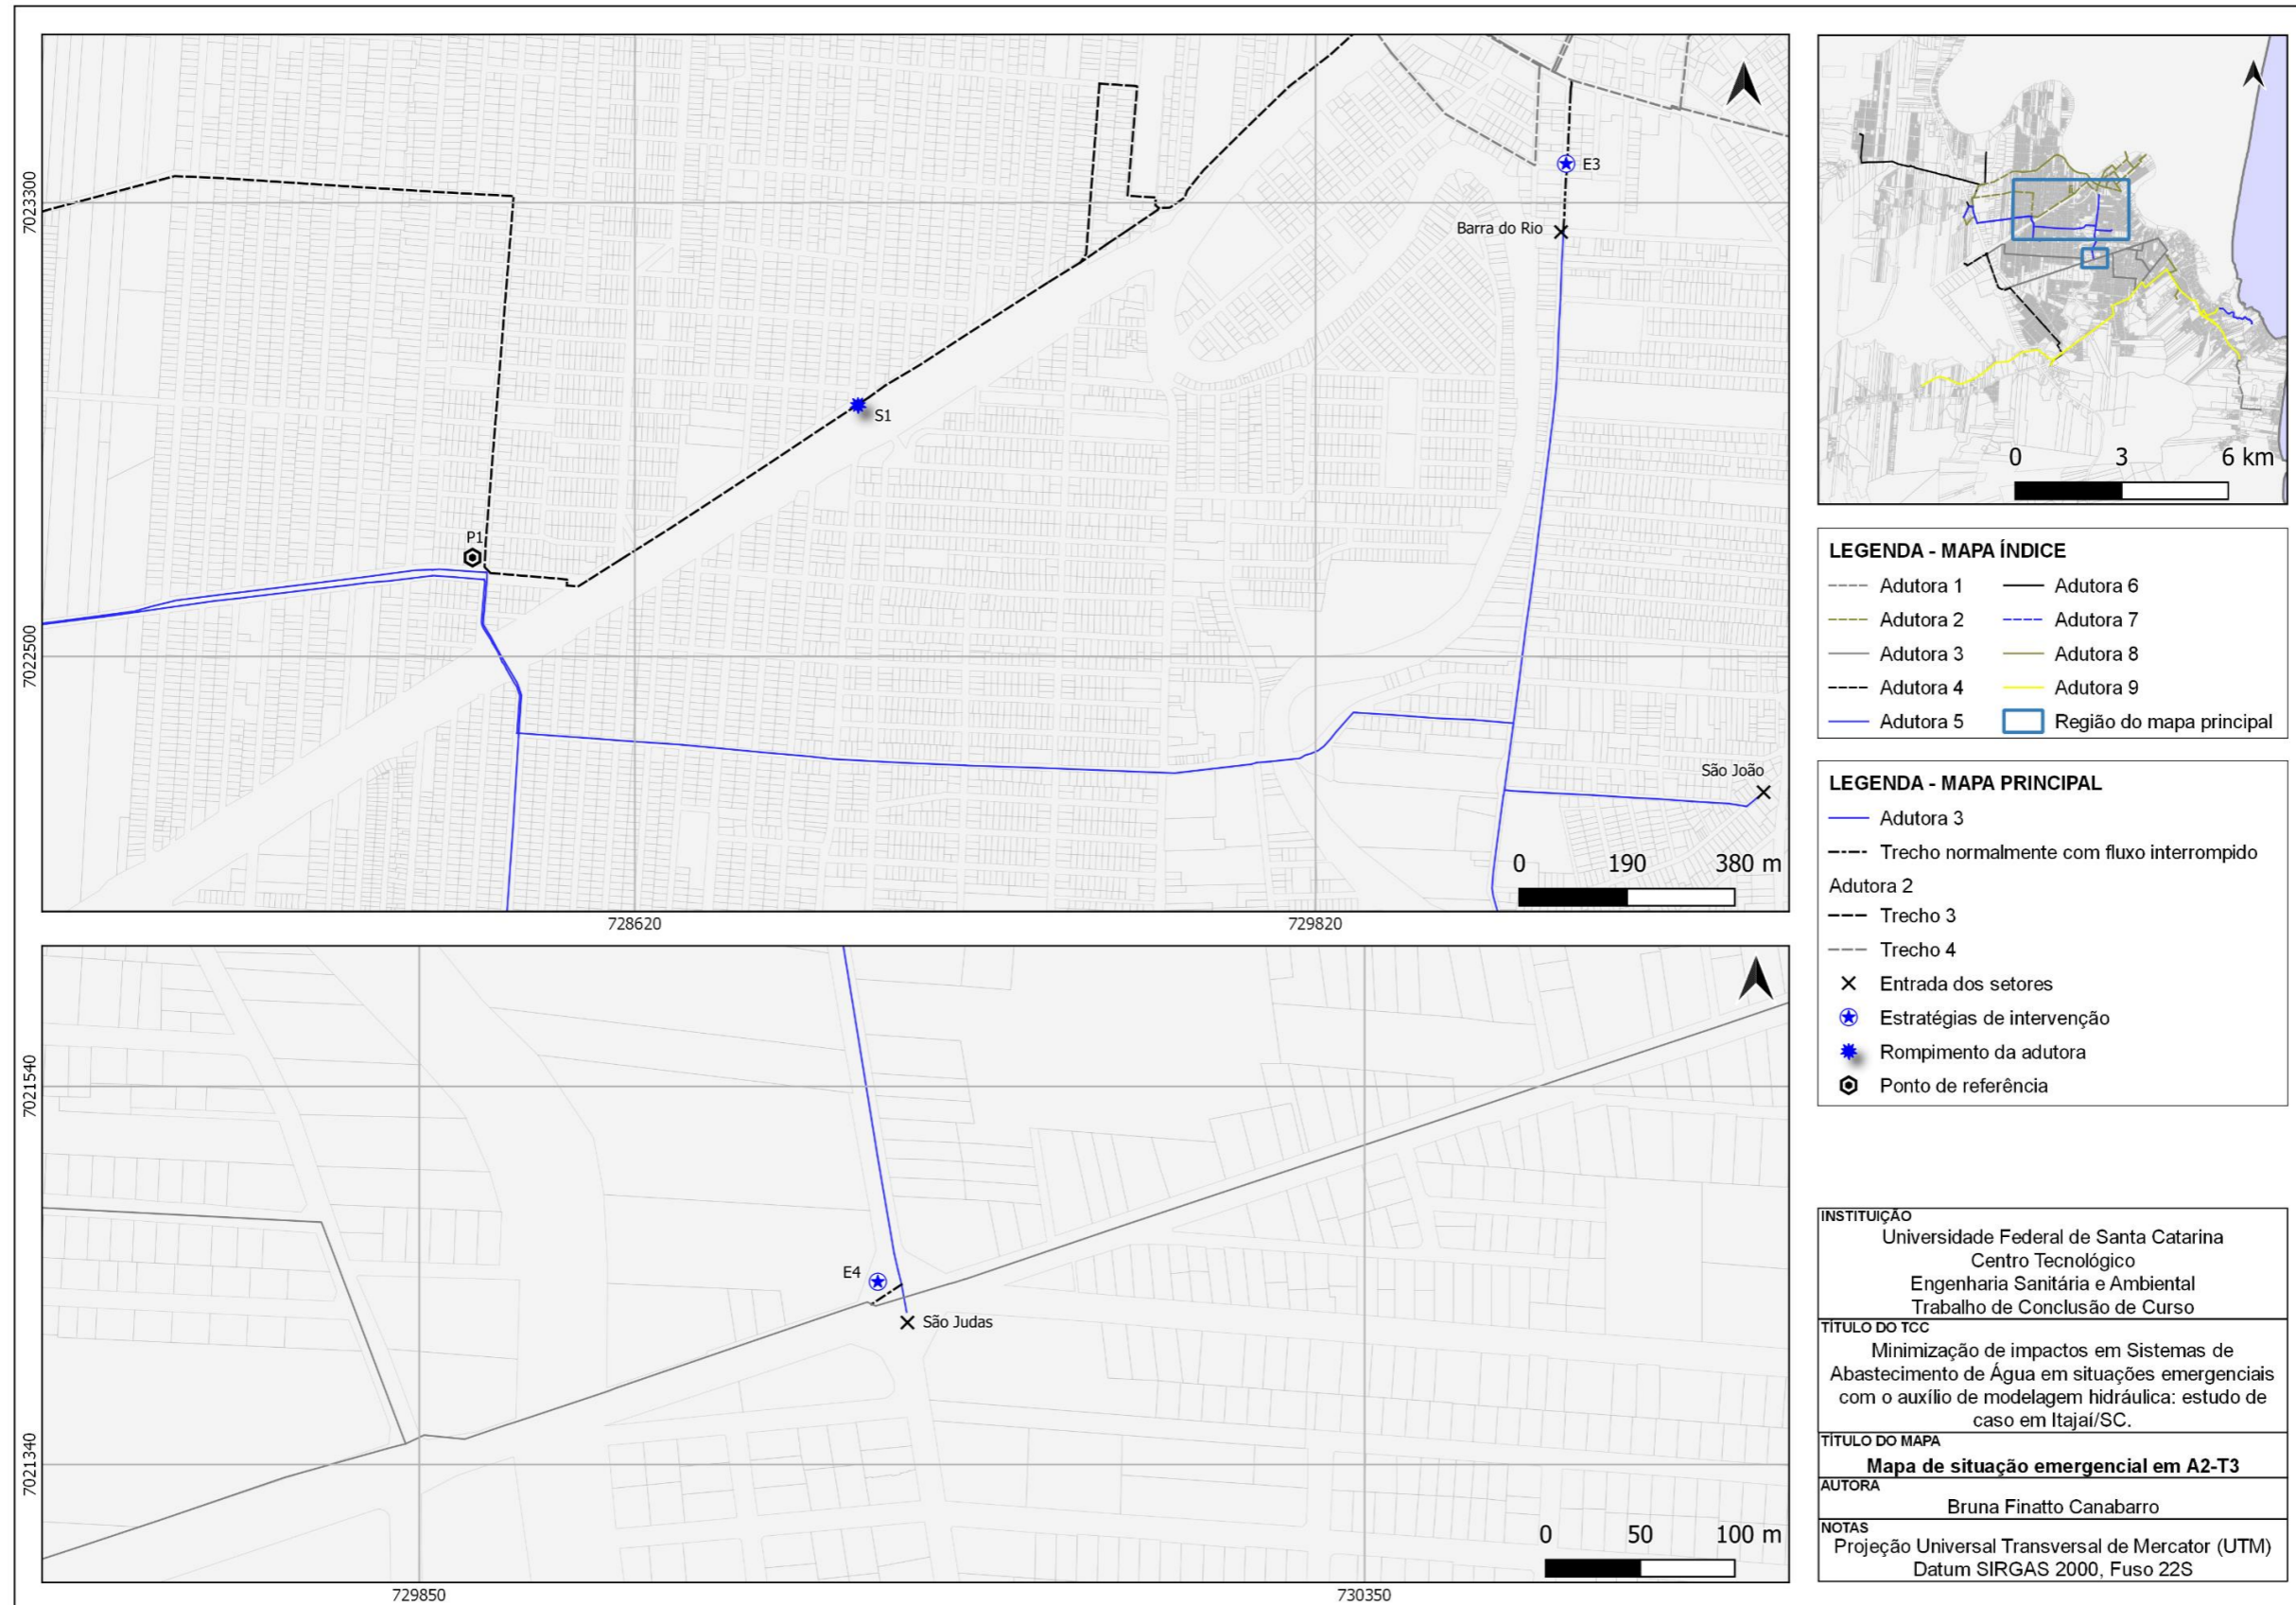 7023300
7022500
728620
729820
E3
Barra do Rio
S1
P1
São João
0 190 380 m
7021540
7021340
729850
730350
E4
São Judas
0 50 100 m
0 3 6 km
LEGENDA - MAPA ÍNDICE
Adutora 1
Adutora 2
Adutora 3
Adutora 4
Adutora 5
Adutora 6
Adutora 7
Adutora 8
Adutora 9
Região do mapa principal
LEGENDA - MAPA PRINCIPAL
Adutora 3
Trecho normalmente com fluxo interrompido
Adutora 2
Trecho 3
Trecho 4
Entrada dos setores
Estratégias de intervenção
Rompimento da adutora
Ponto de referência
INSTITUIÇÃO
Universidade Federal de Santa Catarina
Centro Tecnológico
Engenharia Sanitária e Ambiental
Trabalho de Conclusão de Curso
TÍTULO DO TCC
Minimização de impactos em Sistemas de
Abastecimento de Água em situações emergenciais
com o auxílio de modelagem hidráulica: estudo de
caso em Itajaí/SC.
TÍTULO DO MAPA
Mapa de situação emergencial em A2-T3
AUTORA
Bruna Finatto Canabarro
NOTAS
Projeção Universal Transversal de Mercator (UTM)
Datum SIRGAS 2000, Fuso 22S